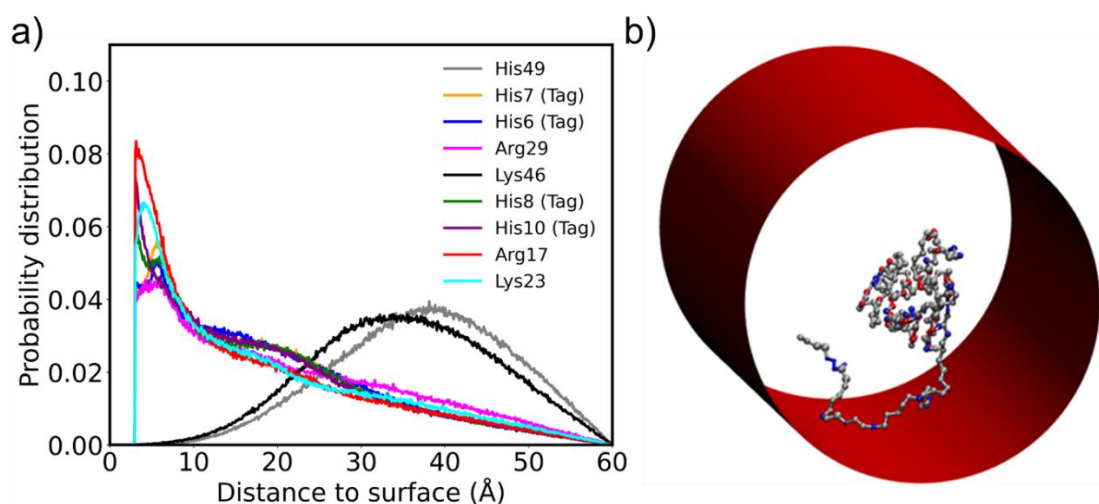 a)
b)
0.10
0.08
0.06
0.04
0.02
0.00
Probability distribution
His49
His7 (Tag)
His6 (Tag)
Arg29
Lys46
His8 (Tag)
His10 (Tag)
Arg17
Lys23
0 10 20 30 40 50 60
Distance to surface (Å)